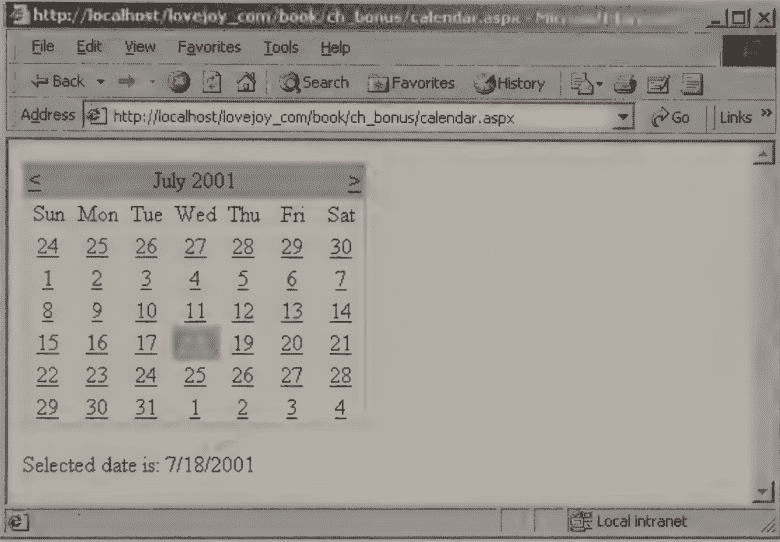 http://localhost/lovejoy_com/book/ch_bonus/calendar.aspx -
File Edit View Favorites Tools Help
Back Search Favorites History
Address http://localhost/lovejoy_com/book/ch_bonus/calendar.aspx Go Links »
< July 2001 >
Sun Mon Tue Wed Thu Fri Sat
24 25 26 27 28 29 30
1 2 3 4 5 6 7
8 9 10 11 12 13 14
15 16 17 19 20 21
22 23 24 25 26 27 28
29 30 31 1 2 3 4
Selected date is: 7/18/2001
Local intranet